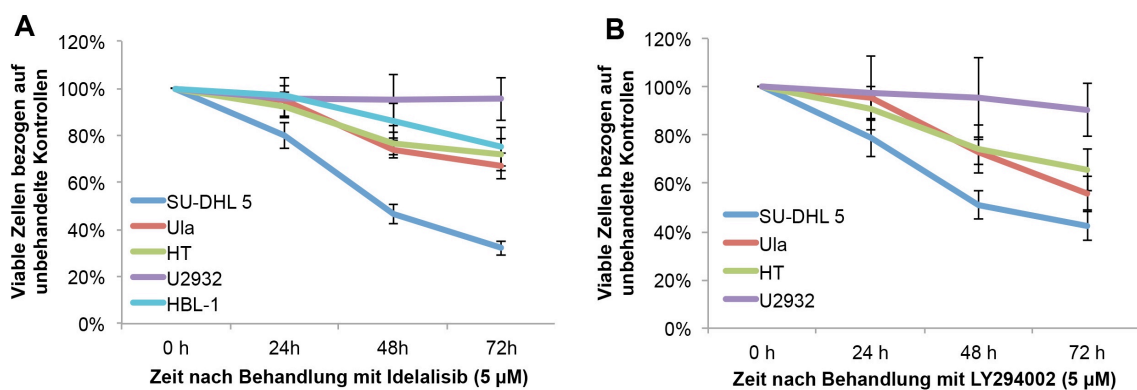 A
Viable Zellen bezogen auf
unbehandelte Kontrollen
120%
100%
80%
60%
40%
20%
0%
SU-DHL 5
Ula
HT
U2932
HBL-1
0 h 24h 48h 72h
Zeit nach Behandlung mit Idelalisib (5 µM)
B
Viable Zellen bezogen auf
unbehandelte Kontrollen
120%
100%
80%
60%
40%
20%
0%
SU-DHL 5
Ula
HT
U2932
0 h 24 h 48 h 72 h
Zeit nach Behandlung mit LY294002 (5 µM)